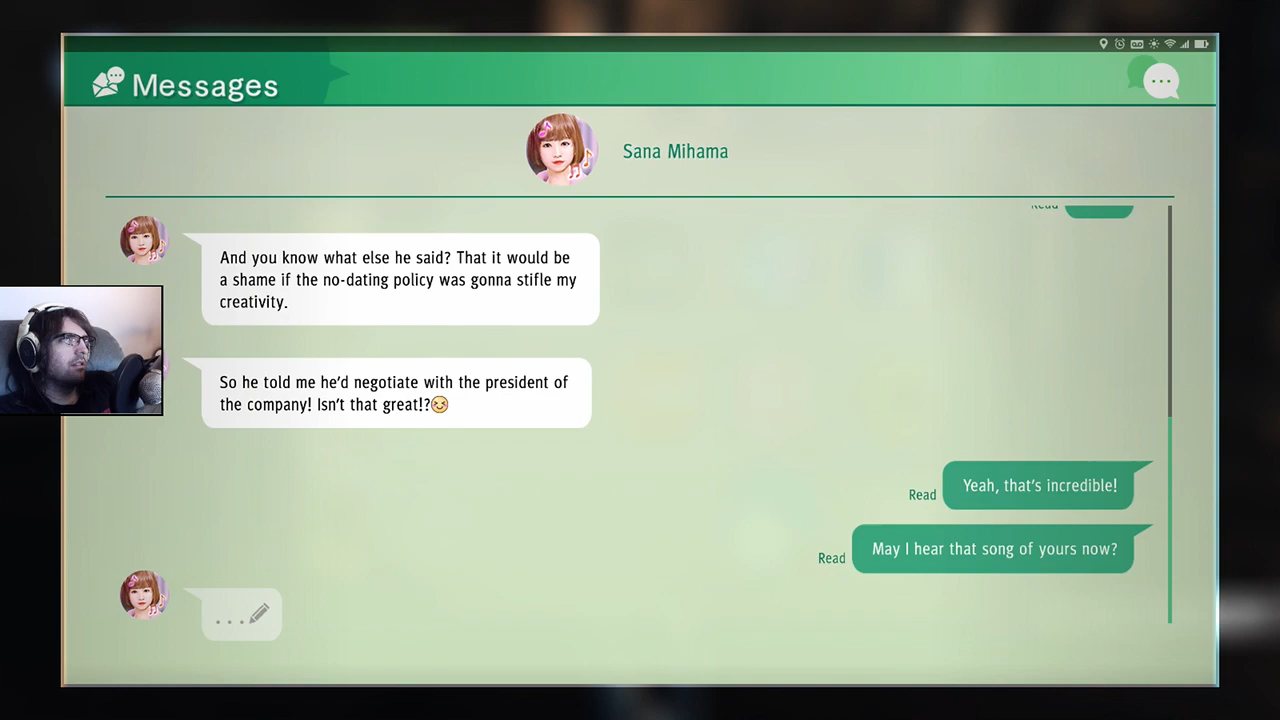 Messages
Sana Mihama
Read
And you know what else he said? That it would be
a shame if the no-dating policy was gonna stifle my
creativity.
So he told me he'd negotiate with the president of
the company! Isn't that great!?
Yeah, that's incredible!
Read
May I hear that song of yours now?
Read
...